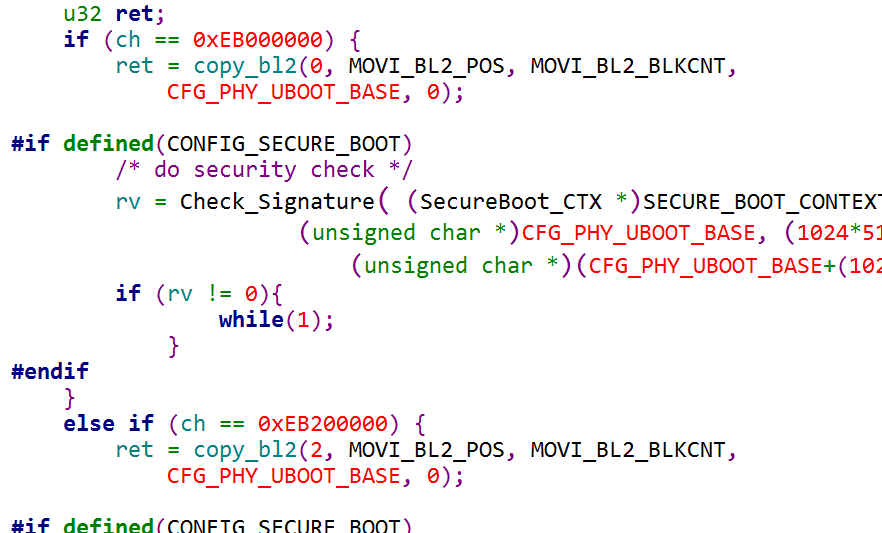 u32 ret;
if (ch == 0xEB000000) {
ret = copy_bl2(0, MOVI_BL2_POS, MOVI_BL2_BLKCNT,
CFG_PHY_UBOOT_BASE, 0);
#if defined(CONFIG_SECURE_BOOT)
/* do security check */
rv = Check_Signature( (SecureBoot_CTX *)SECURE_BOOT_CONTEXT
(unsigned char *)CFG_PHY_UBOOT_BASE, (1024*51
(unsigned char *)(CFG_PHY_UBOOT_BASE+(102
if (rv != 0){
while(1);
}
#endif
}
else if (ch == 0xEB200000) {
ret = copy_bl2(2, MOVI_BL2_POS, MOVI_BL2_BLKCNT,
CFG_PHY_UBOOT_BASE, 0);
#if defined(CONFIG_SECURE_BOOT)